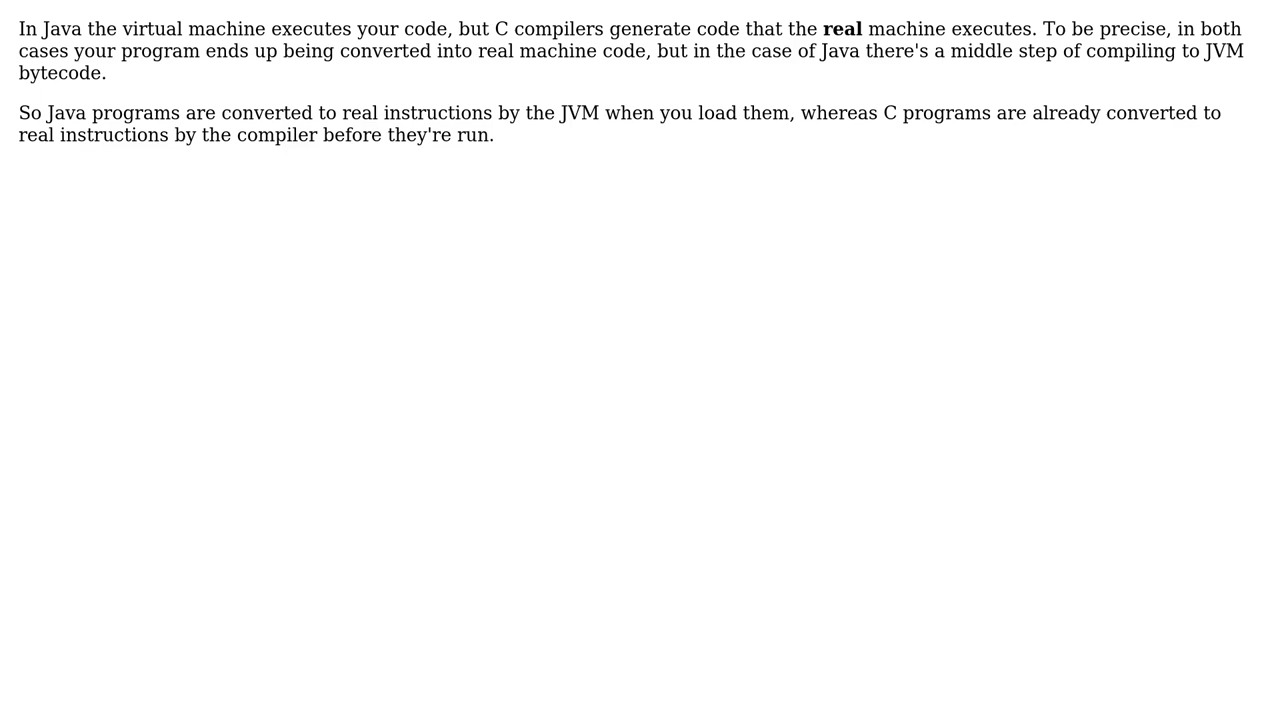 In Java the virtual machine executes your code, but C compilers generate code that the real machine executes. To be precise, in both
cases your program ends up being converted into real machine code, but in the case of Java there's a middle step of compiling to JVM
bytecode.
So Java programs are converted to real instructions by the JVM when you load them, whereas C programs are already converted to
real instructions by the compiler before they're run.